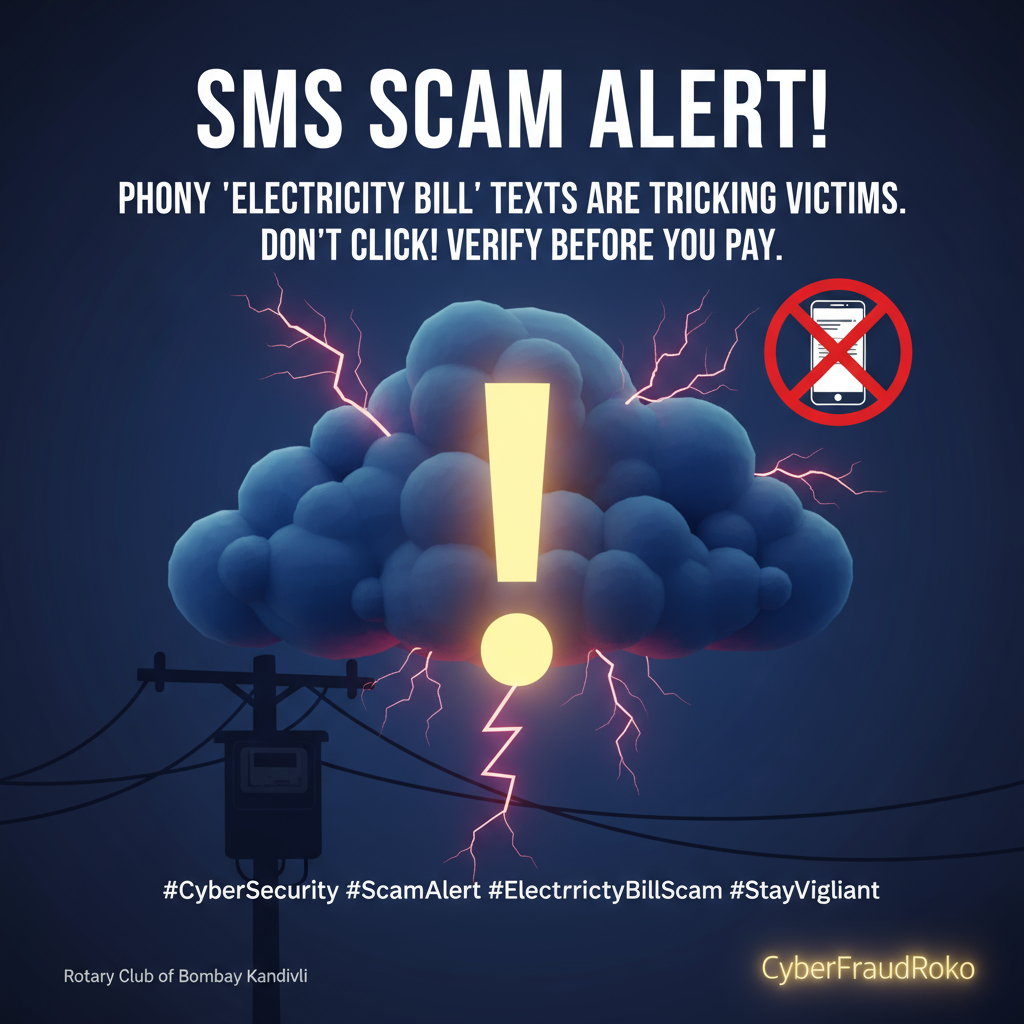 SMS SCAM ALERT!
PHONY 'ELECTRICITY BILL' TEXTS ARE TRICKING VICTIMS.
DON'T CLICK! VERIFY BEFORE YOU PAY.
#CyberSecurity #ScamAlert #ElectrrictyBillScam #StayVigliant
Rotary Club of Bombay Kandivli
CyberFraudRoko